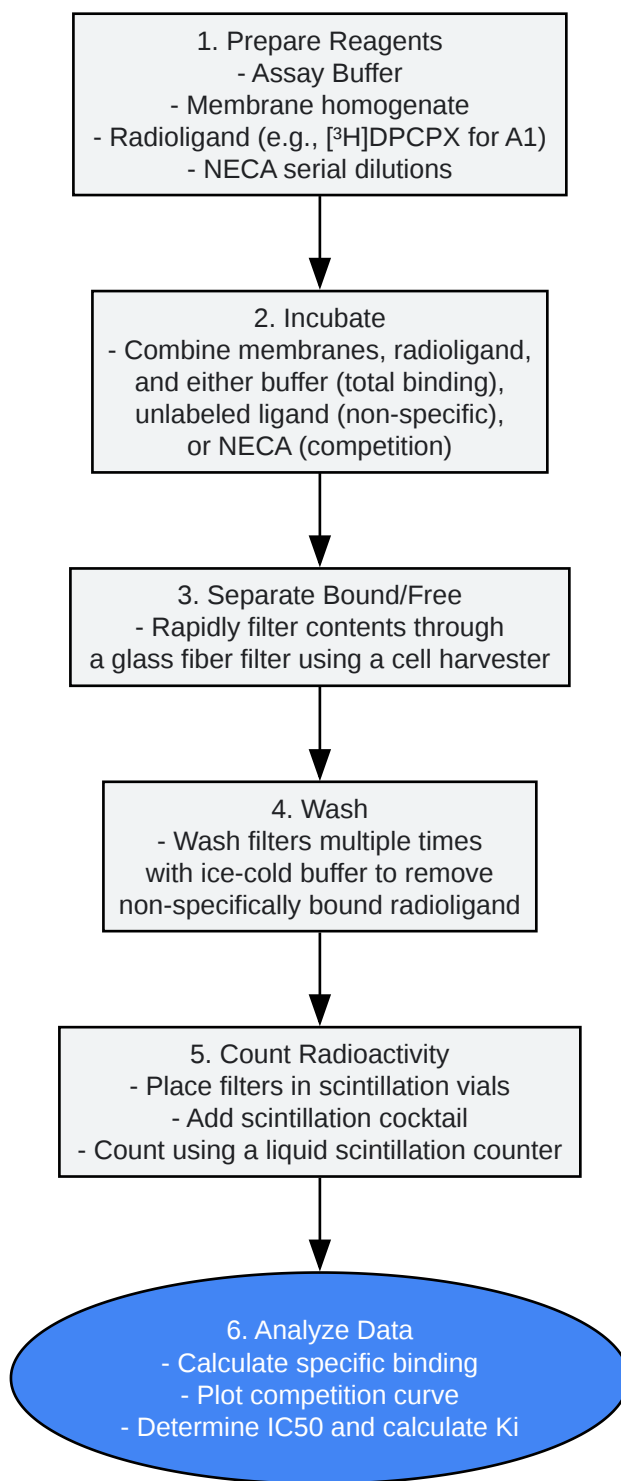 1. Prepare Reagents
- Assay Buffer
- Membrane homogenate
- Radioligand (e.g., [³H]DPCPX for A1)
- NECA serial dilutions
2. Incubate
- Combine membranes, radioligand,
and either buffer (total binding),
unlabeled ligand (non-specific),
or NECA (competition)
3. Separate Bound/Free
- Rapidly filter contents through
a glass fiber filter using a cell harvester
4. Wash
- Wash filters multiple times
with ice-cold buffer to remove
non-specifically bound radioligand
5. Count Radioactivity
- Place filters in scintillation vials
- Add scintillation cocktail
- Count using a liquid scintillation counter
6. Analyze Data
- Calculate specific binding
- Plot competition curve
- Determine IC50 and calculate Ki